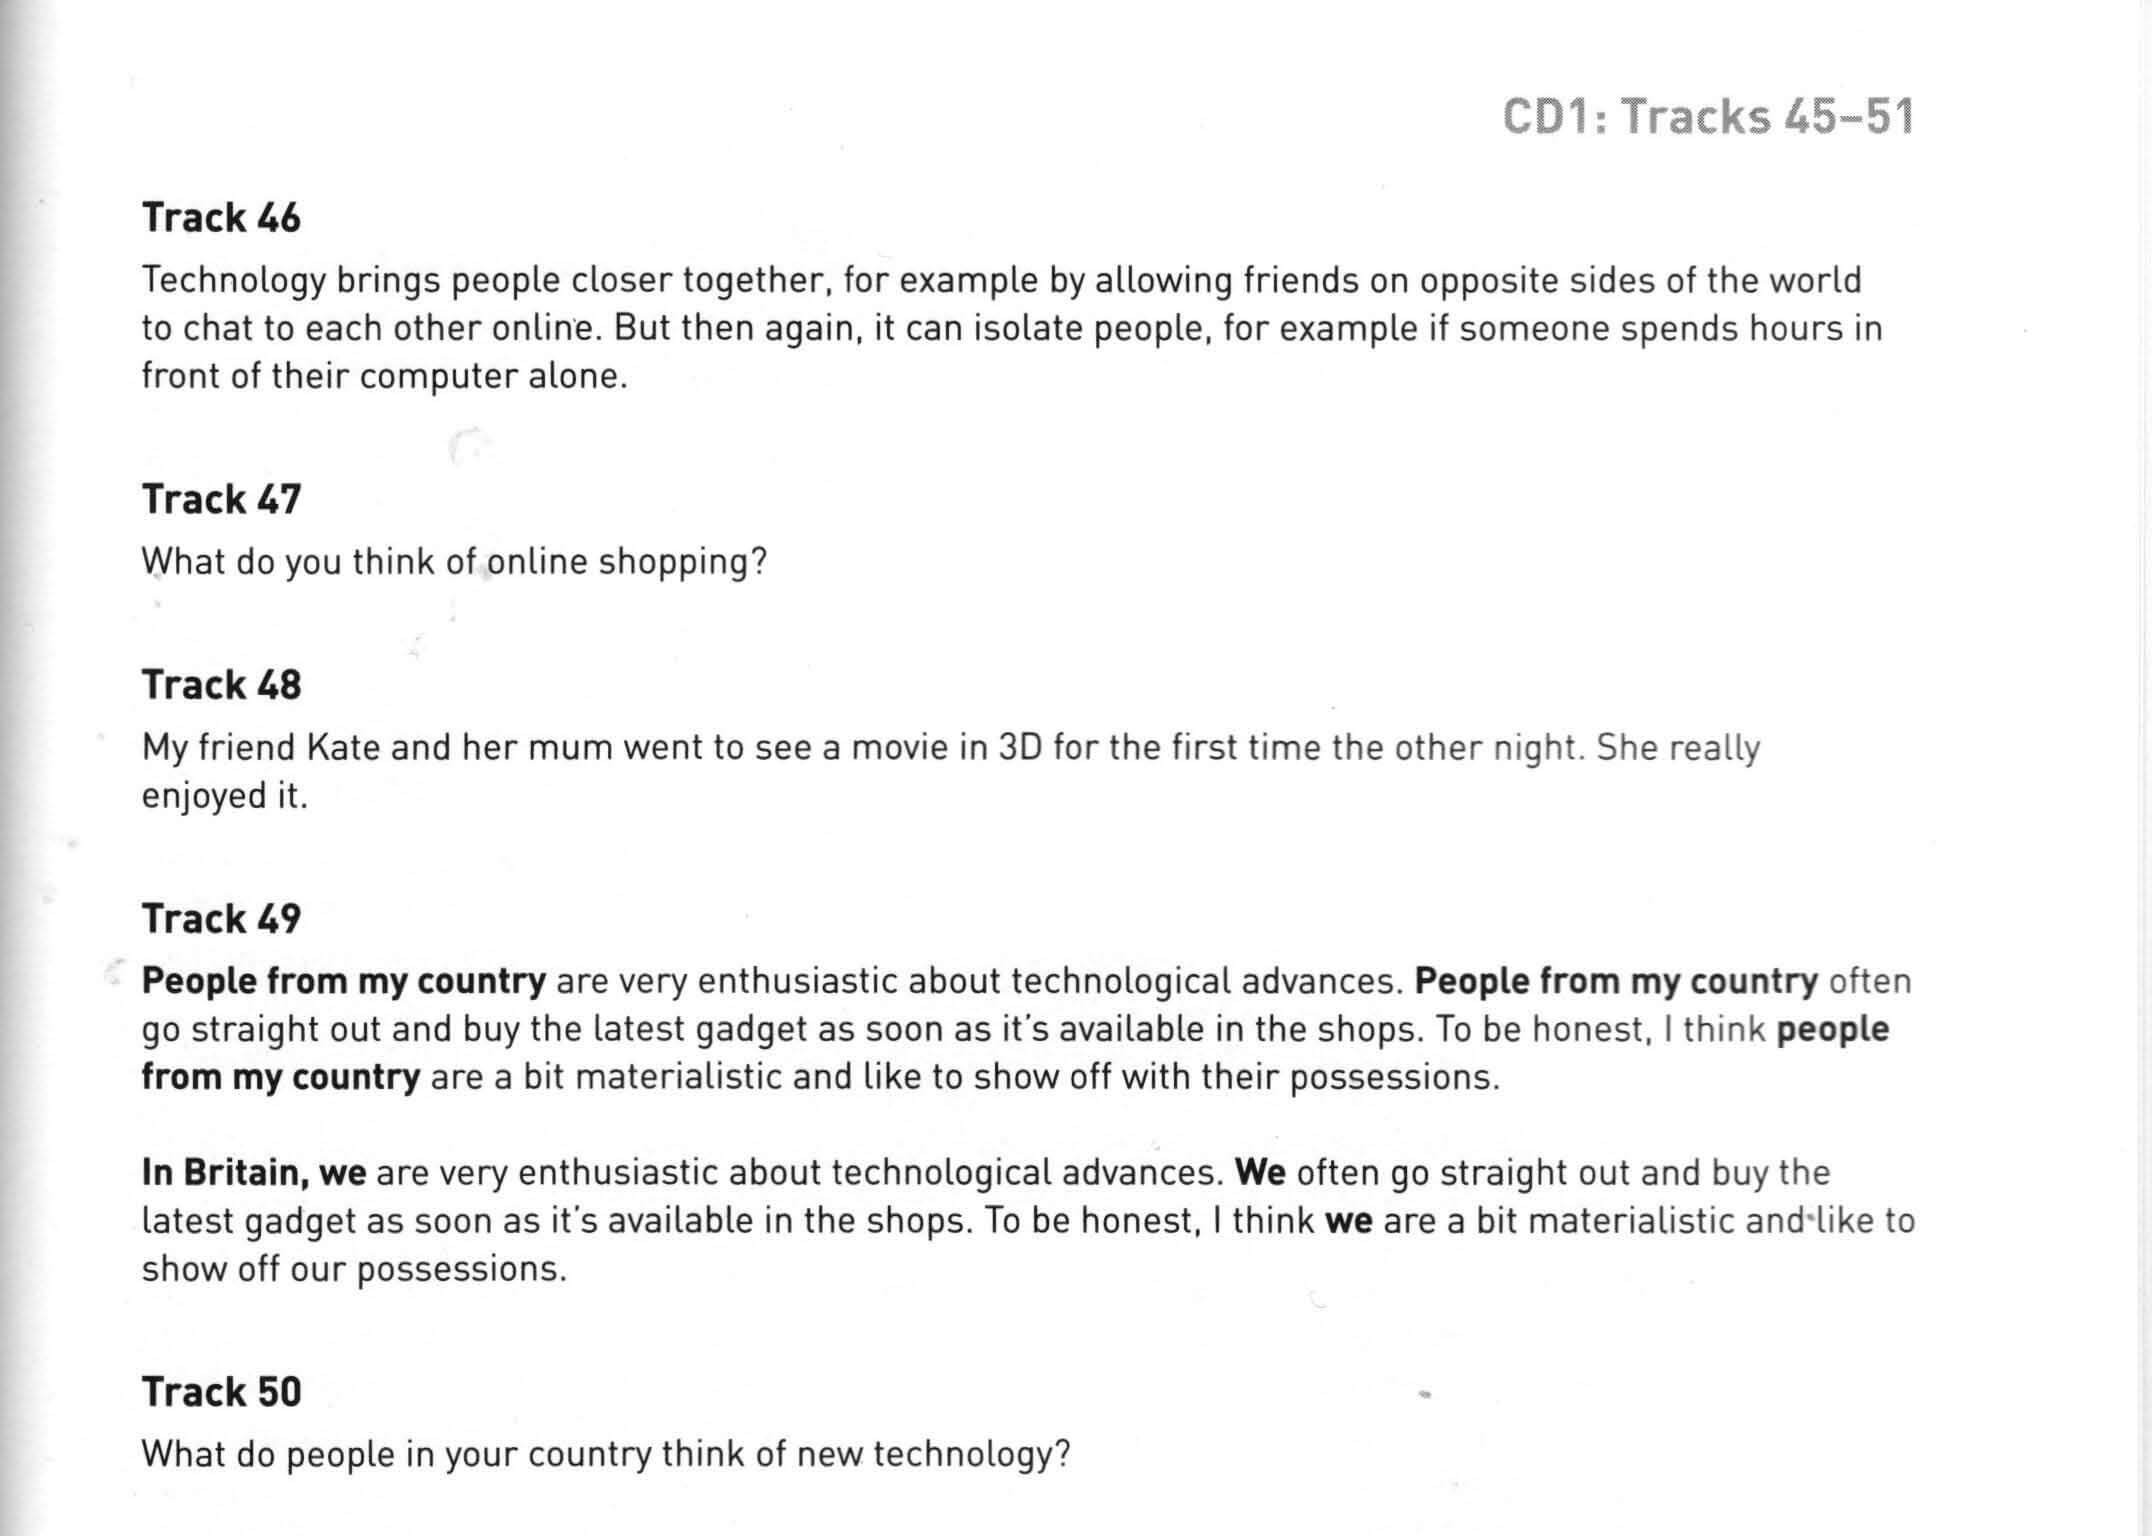 CD1: Tracks 45–51
Track 46
Technology brings people closer together, for example by allowing friends on opposite sides of the world
to chat to each other online. But then again, it can isolate people, for example if someone spends hours in
front of their computer alone.
Track 47
What do you think of online shopping?
Track 48
My friend Kate and her mum went to see a movie in 3D for the first time the other night. She really
enjoyed it.
Track 49
People from my country are very enthusiastic about technological advances. People from my country often
go straight out and buy the latest gadget as soon as it's available in the shops. To be honest, I think people
from my country are a bit materialistic and like to show off with their possessions.
In Britain, we are very enthusiastic about technological advances. We often go straight out and buy the
latest gadget as soon as it's available in the shops. To be honest, I think we are a bit materialistic and like to
show off our possessions.
Track 50
What do people in your country think of new technology?